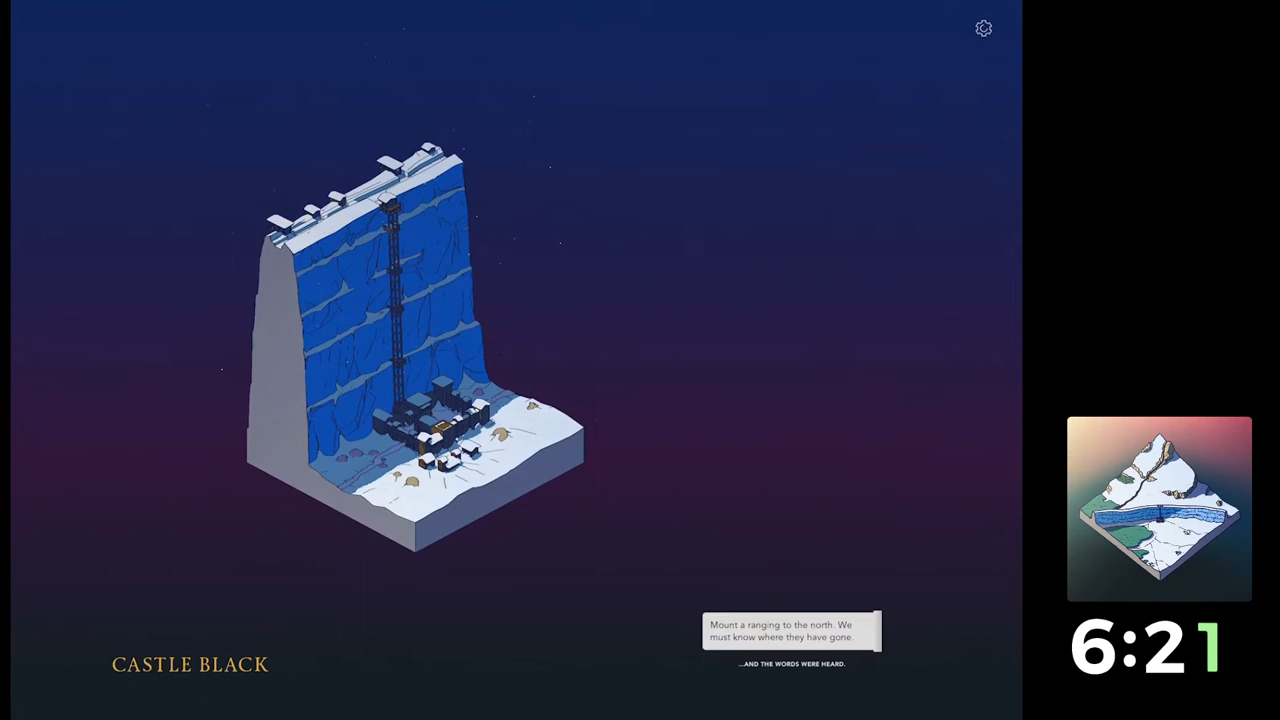 Mount a ranging to the north. We
must know where they have gone.
...AND THE WORDS WERE HEARD.
CASTLE BLACK
6:21